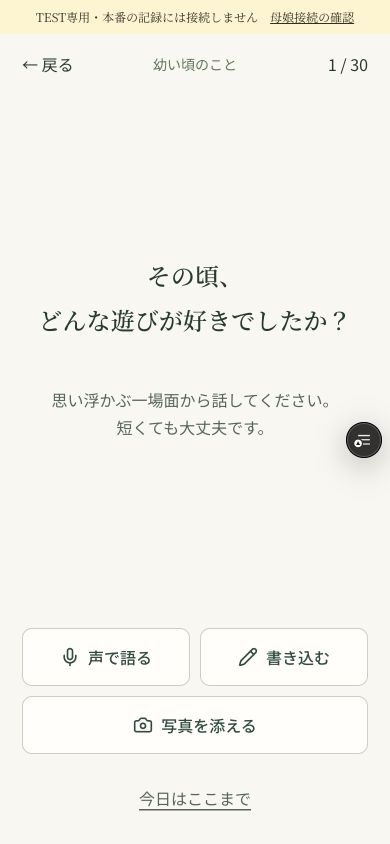 TEST専用・本番の記録には接続しません　母娘接続の確認
← 戻る　幼い頃のこと　1 / 30
その頃、
どんな遊びが好きでしたか？
思い浮かぶ一場面から話してください。
短くても大丈夫です。
声で語る　書き込む
写真を添える
今日はここまで